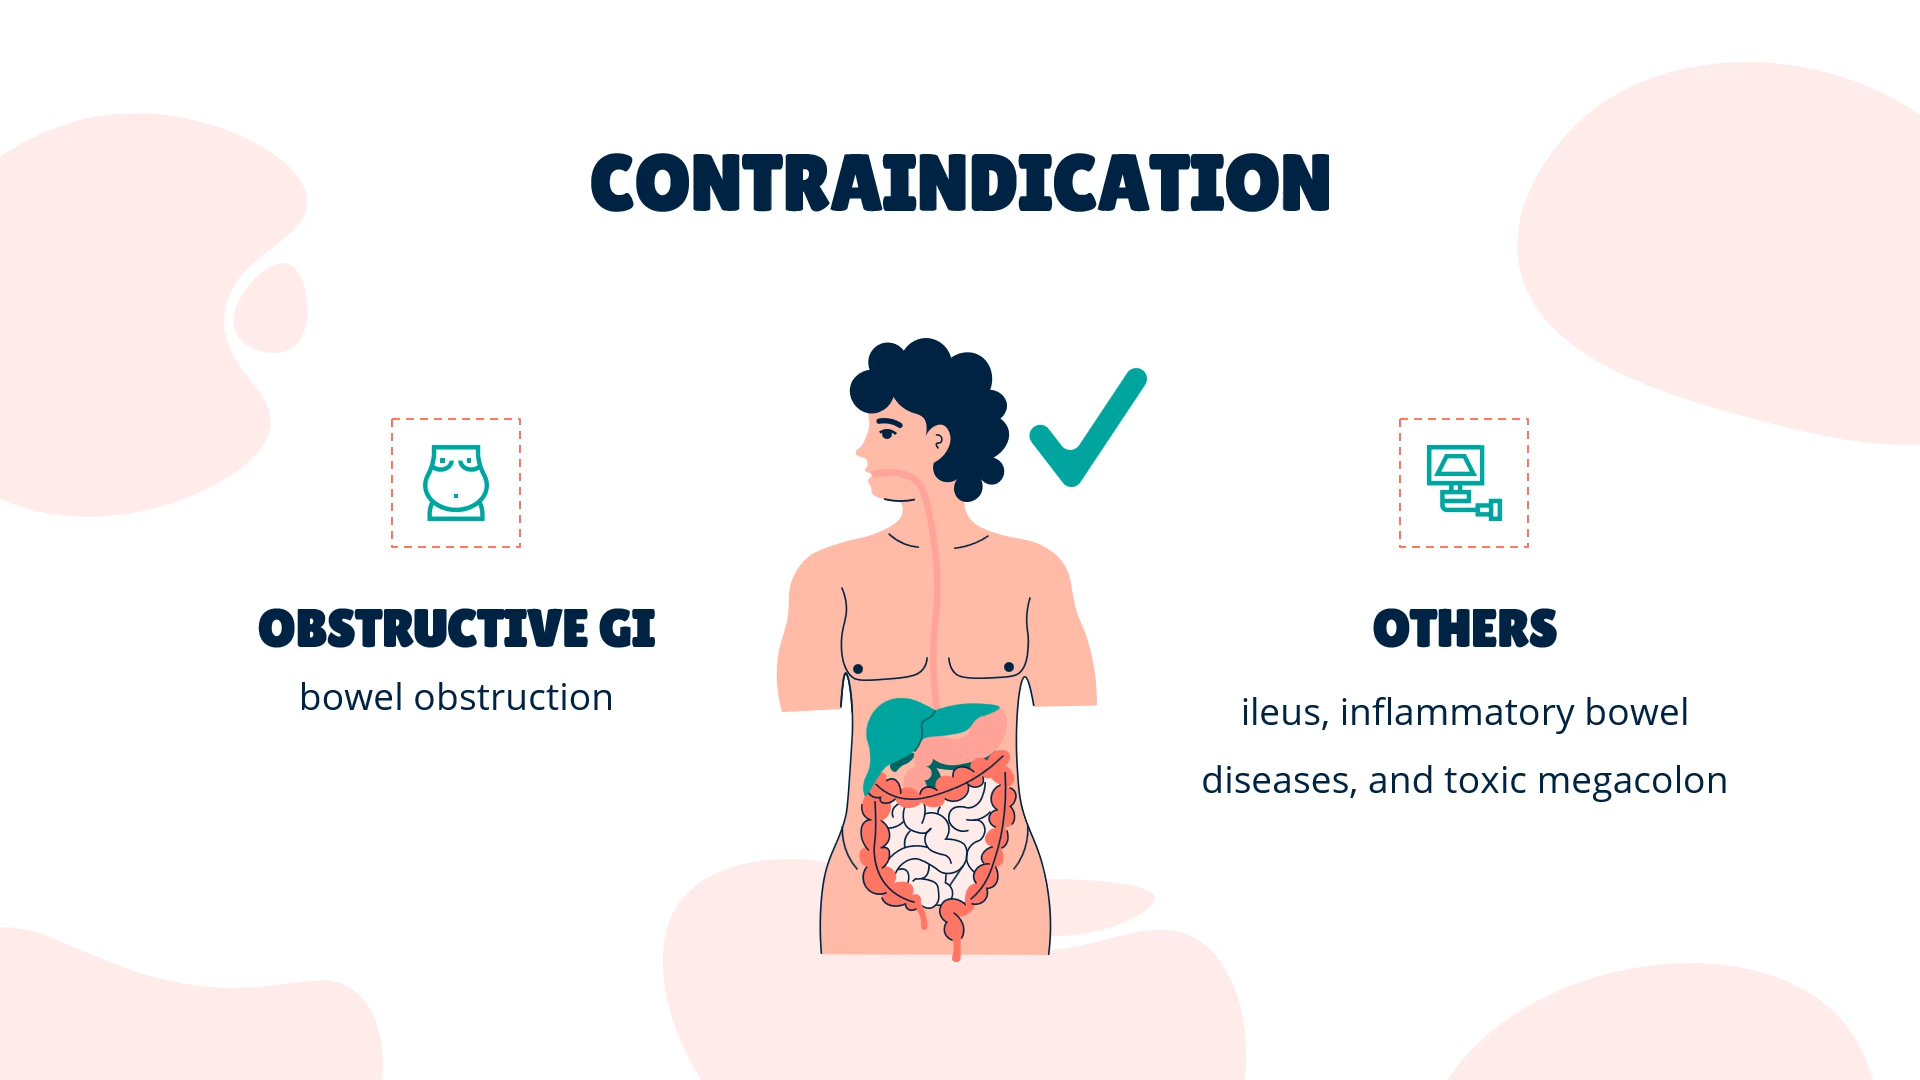 CONTRAINDICATION
OBSTRUCTIVE GI
bowel obstruction
OTHERS
ileus, inflammatory bowel
diseases, and toxic megacolon